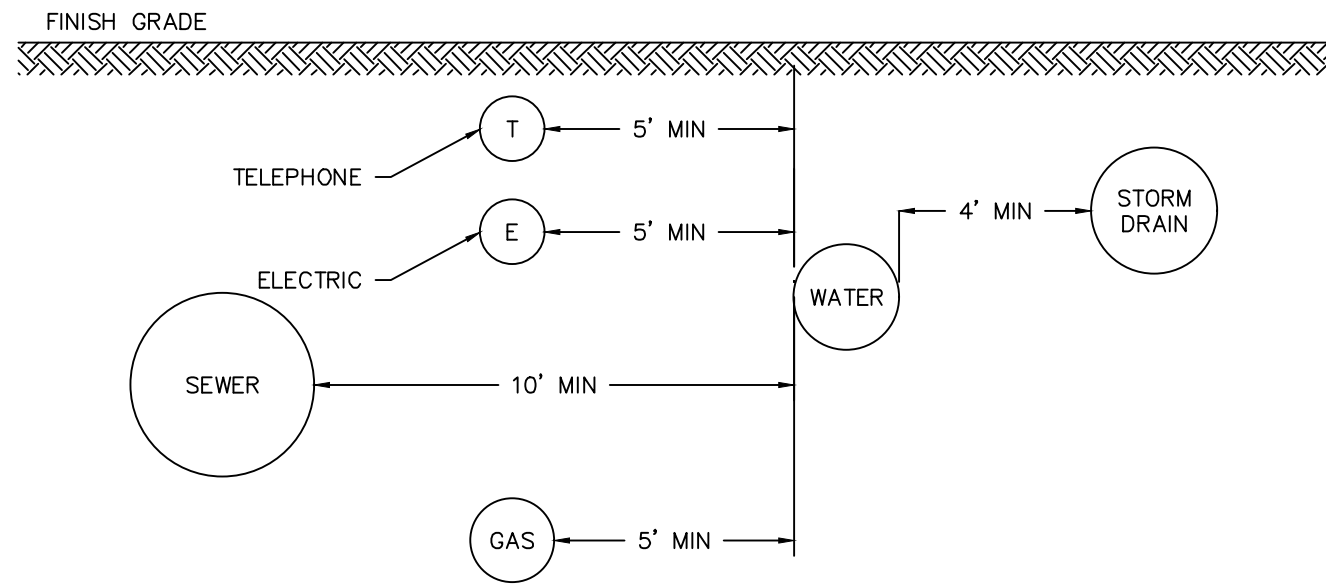 FINISH GRADE
T
5' MIN
TELEPHONE
STORM
DRAIN
4' MIN
E
5' MIN
ELECTRIC
WATER
SEWER
10' MIN
GAS
5' MIN